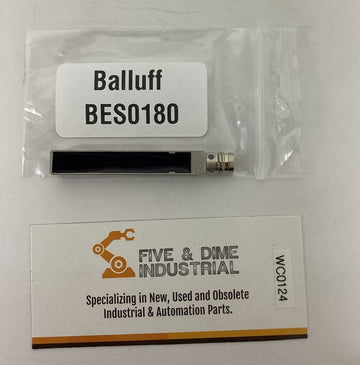 Balluff
BES0180
FIVE & DIME
INDUSTRIAL
Specializing in New, Used and Obsolete
Industrial & Automation Parts.
WC0124